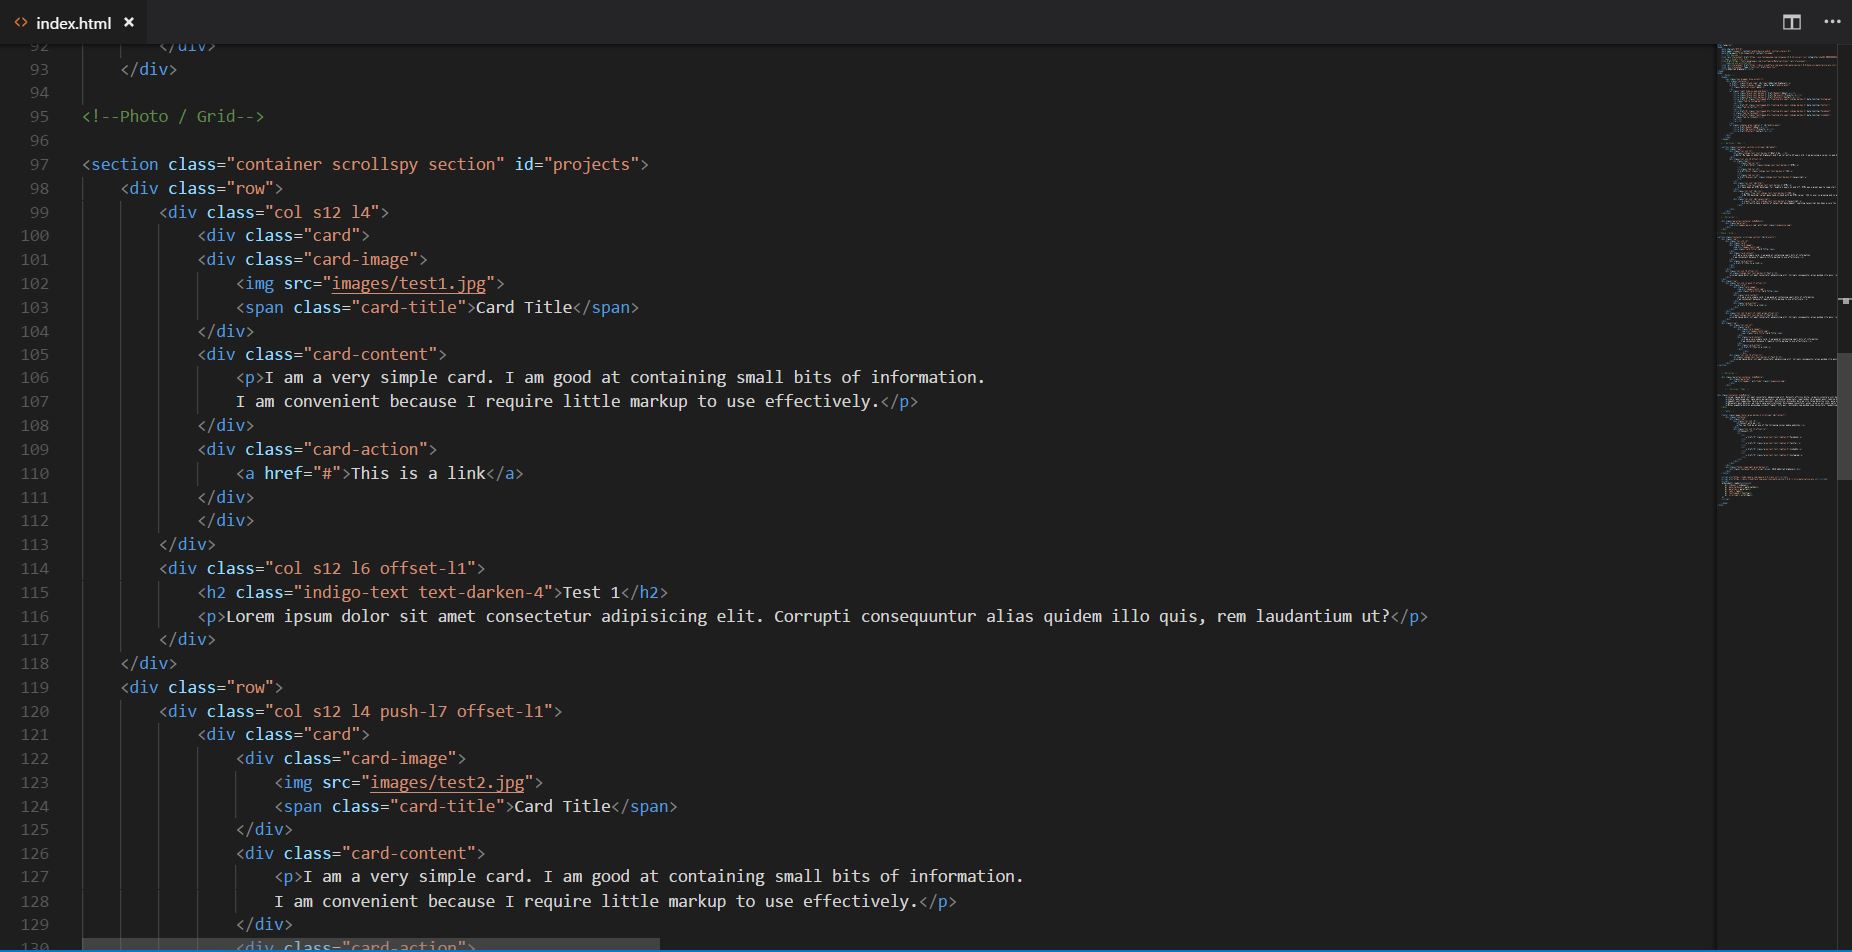 index.html
92 </div>
93 </div>
94
95 <!--Photo / Grid-->
96
97 <section class="container scrollspy section" id="projects">
98 <div class="row">
99 <div class="col s12 l4">
100 <div class="card">
101 <div class="card-image">
102 <img src="images/test1.jpg">
103 <span class="card-title">Card Title</span>
104 </div>
105 <div class="card-content">
106 <p>I am a very simple card. I am good at containing small bits of information.
107 I am convenient because I require little markup to use effectively.</p>
108 </div>
109 <div class="card-action">
110 <a href="#">This is a link</a>
111 </div>
112 </div>
113 </div>
114 <div class="col s12 l6 offset-l1">
115 <h2 class="indigo-text text-darken-4">Test 1</h2>
116 <p>Lorem ipsum dolor sit amet consectetur adipisicing elit. Corrupti consequuntur alias quidem illo quis, rem laudantium ut?</p>
117 </div>
118 </div>
119 <div class="row">
120 <div class="col s12 l4 push-l7 offset-l1">
121 <div class="card">
122 <div class="card-image">
123 <img src="images/test2.jpg">
124 <span class="card-title">Card Title</span>
125 </div>
126 <div class="card-content">
127 <p>I am a very simple card. I am good at containing small bits of information.
128 I am convenient because I require little markup to use effectively.</p>
129 </div>
130 <div class="card-action">